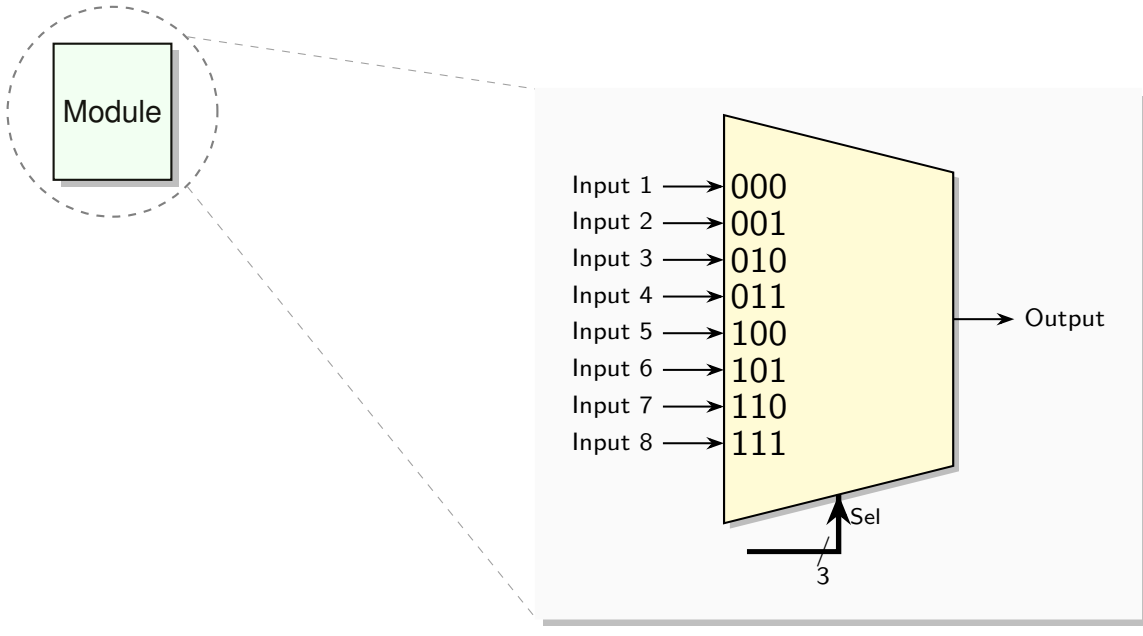 Module
Input 1 000
Input 2 001
Input 3 010
Input 4 011
Input 5 100
Input 6 101
Input 7 110
Input 8 111
Output
Sel
3